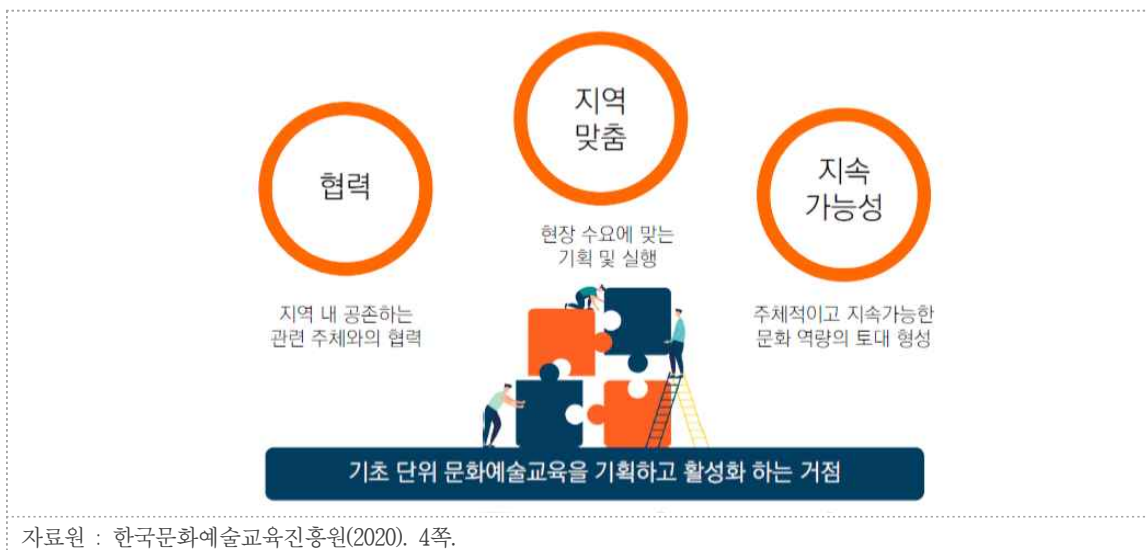 협력
지역 내 공존하는
관련 주체와의 협력
지역
맞춤
현장 수요에 맞는
기획 및 실행
지속
가능성
주체적이고 지속가능한
문화 역량의 토대 형성
기초 단위 문화예술교육을 기획하고 활성화 하는 거점
자료원 : 한국문화예술교육진흥원(2020). 4쪽.